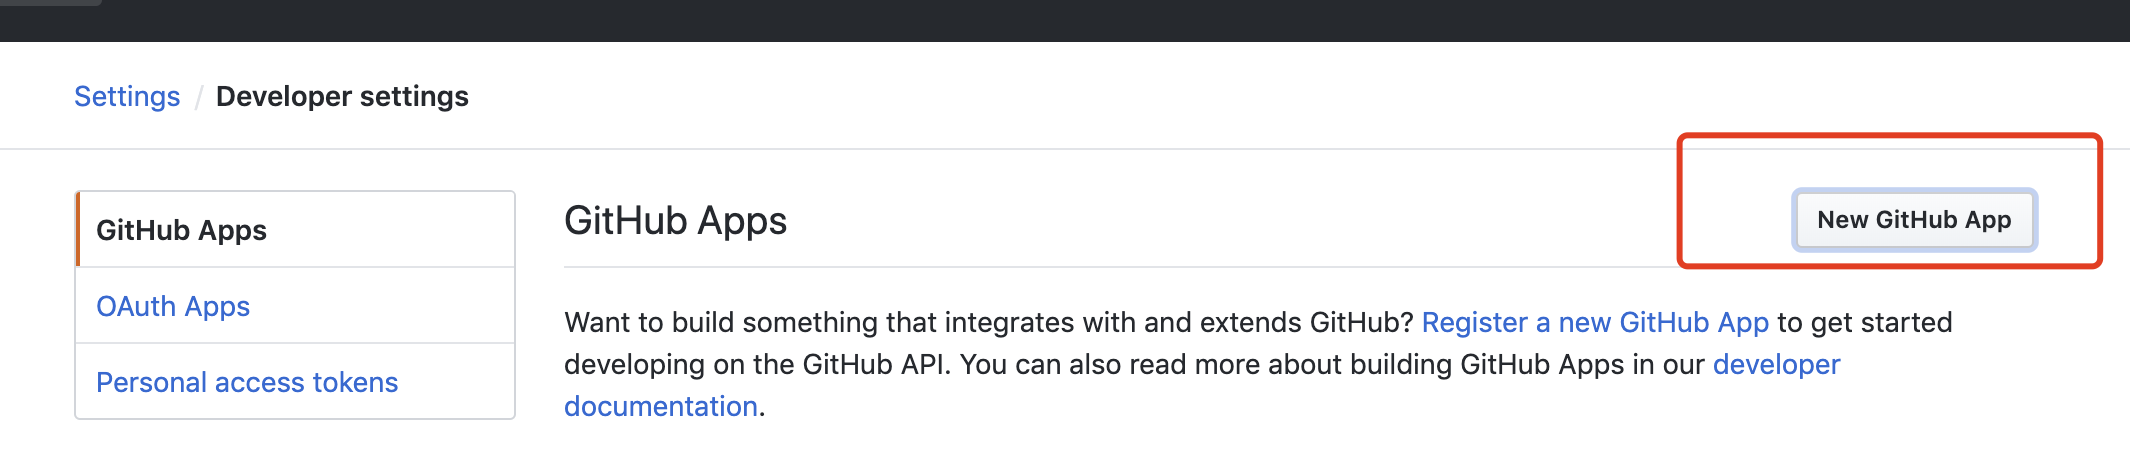 Settings / Developer settings
GitHub Apps
OAuth Apps
Personal access tokens
GitHub Apps
New GitHub App
Want to build something that integrates with and extends GitHub? Register a new GitHub App to get started
developing on the GitHub API. You can also read more about building GitHub Apps in our developer
documentation.